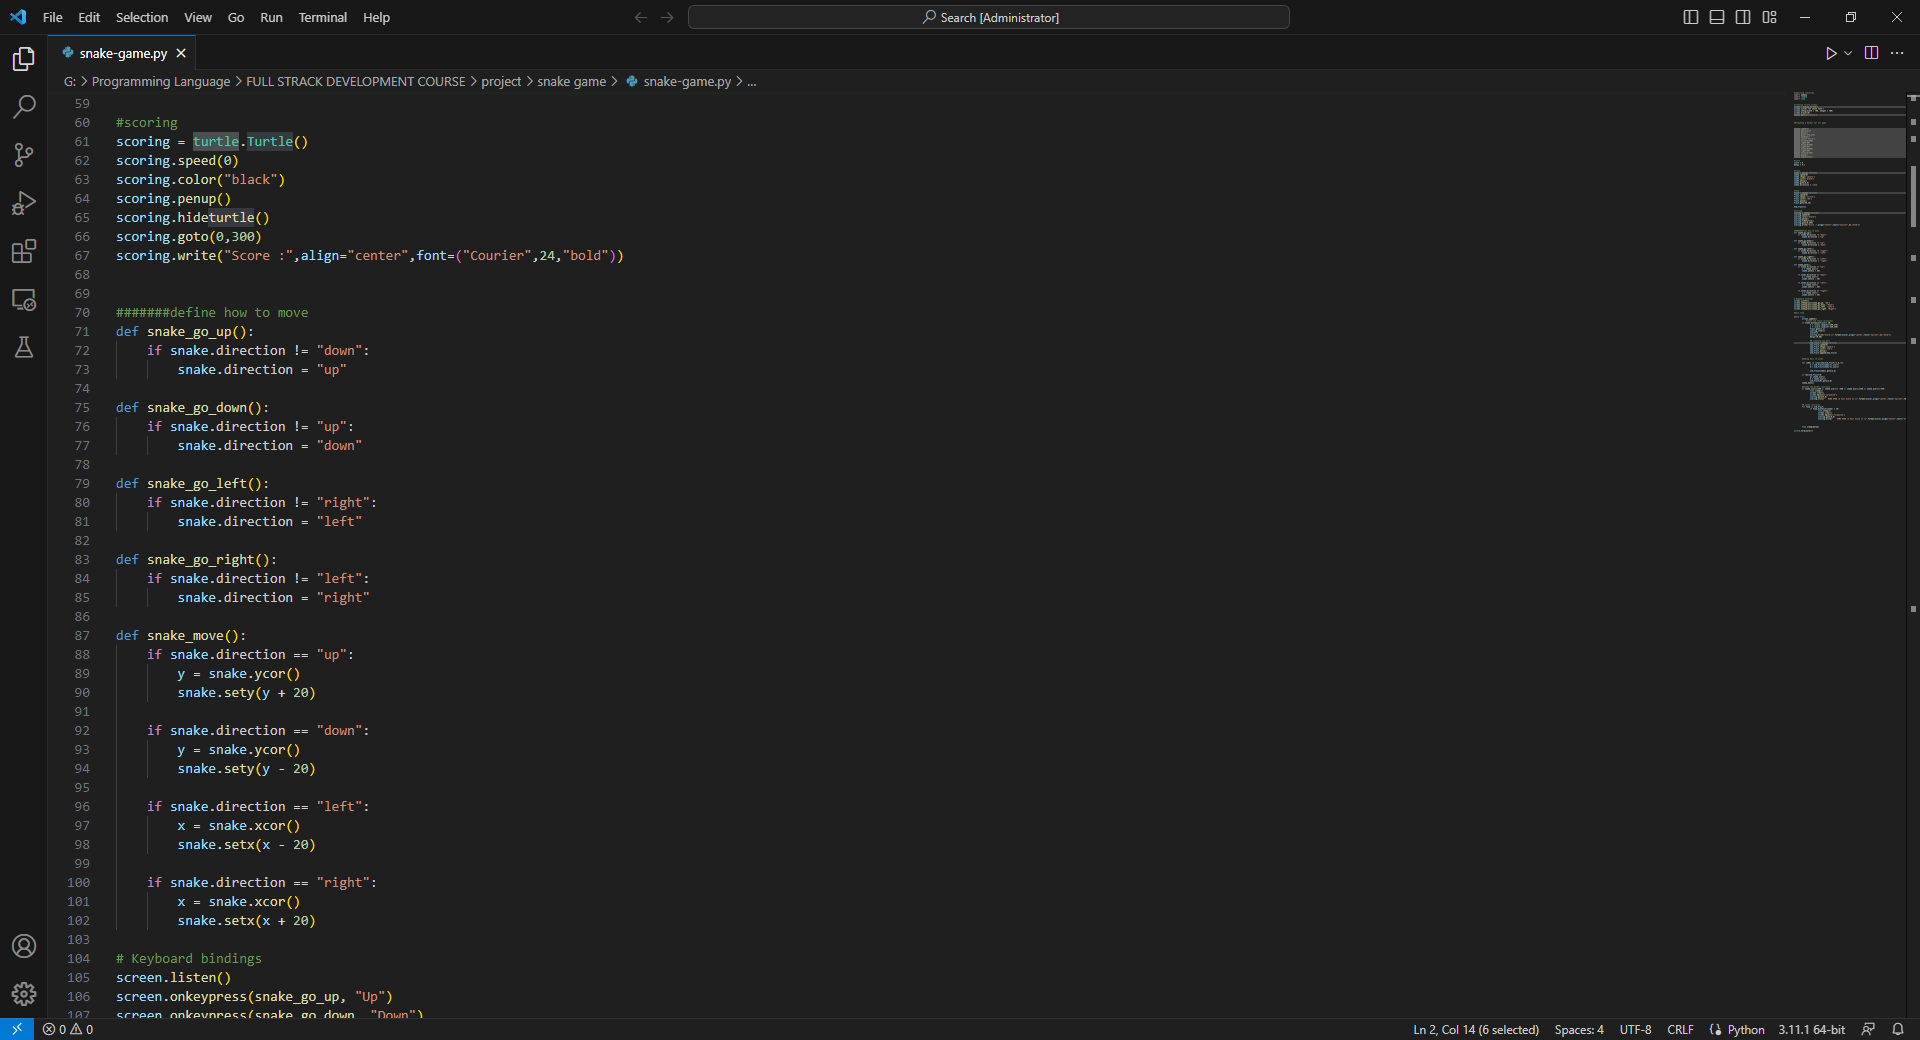 File Edit Selection View Go Run Terminal Help
Search [Administrator]
snake-game.py
G: > Programming Language > FULL STRACK DEVELOPMENT COURSE > project > snake game > snake-game.py > ...
59
60 #scoring
61 scoring = turtle.Turtle()
62 scoring.speed(0)
63 scoring.color("black")
64 scoring.penup()
65 scoring.hideturtle()
66 scoring.goto(0,300)
67 scoring.write("Score :",align="center",font=("Courier",24,"bold"))
68
69
70 #######define how to move
71 def snake_go_up():
72     if snake.direction != "down":
73         snake.direction = "up"
74
75 def snake_go_down():
76     if snake.direction != "up":
77         snake.direction = "down"
78
79 def snake_go_left():
80     if snake.direction != "right":
81         snake.direction = "left"
82
83 def snake_go_right():
84     if snake.direction != "left":
85         snake.direction = "right"
86
87 def snake_move():
88     if snake.direction == "up":
89         y = snake.ycor()
90         snake.sety(y + 20)
91
92     if snake.direction == "down":
93         y = snake.ycor()
94         snake.sety(y - 20)
95
96     if snake.direction == "left":
97         x = snake.xcor()
98         snake.setx(x - 20)
99
100     if snake.direction == "right":
101         x = snake.xcor()
102         snake.setx(x + 20)
103
104 # Keyboard bindings
105 screen.listen()
106 screen.onkeypress(snake_go_up, "Up")
107 screen.onkeypress(snake_go_down, "Down")
0 0 Ln 2, Col 14 (6 selected) Spaces: 4 UTF-8 CRLF Python 3.11.1 64-bit